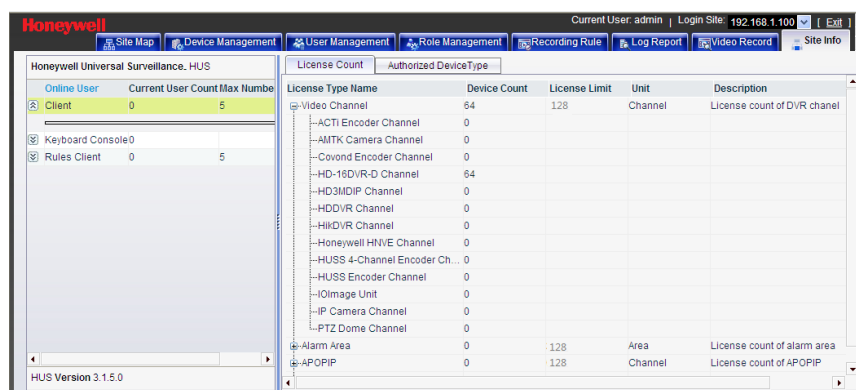 Honeywell
Current User: admin | Login Site: 192.168.1.100 [ Exit ]
Site Map Device Management User Management Role Management Recording Rule Log Report Video Record Site Info
Honeywell Universal Surveillance. HUS
Online User Current User Count Max Numbe
Client 0 5
Keyboard Console 0
Rules Client 0 5
HUS Version 3.1.5.0
License Count Authorized DeviceType
License Type Name Device Count License Limit Unit Description
Video Channel 64 128 Channel License count of DVR chanel
ACTi Encoder Channel 0
AMTK Camera Channel 0
Covond Encoder Channel 0
HD-16DVR-D Channel 64
HD3MDIP Channel 0
HDDVR Channel 0
HikDVR Channel 0
Honeywell HNVE Channel 0
HUSS 4-Channel Encoder Ch... 0
HUSS Encoder Channel 0
IOImage Unit 0
IP Camera Channel 0
PTZ Dome Channel 0
Alarm Area 0 128 Area License count of alarm area
APOPIP 0 128 Channel License count of APOPIP